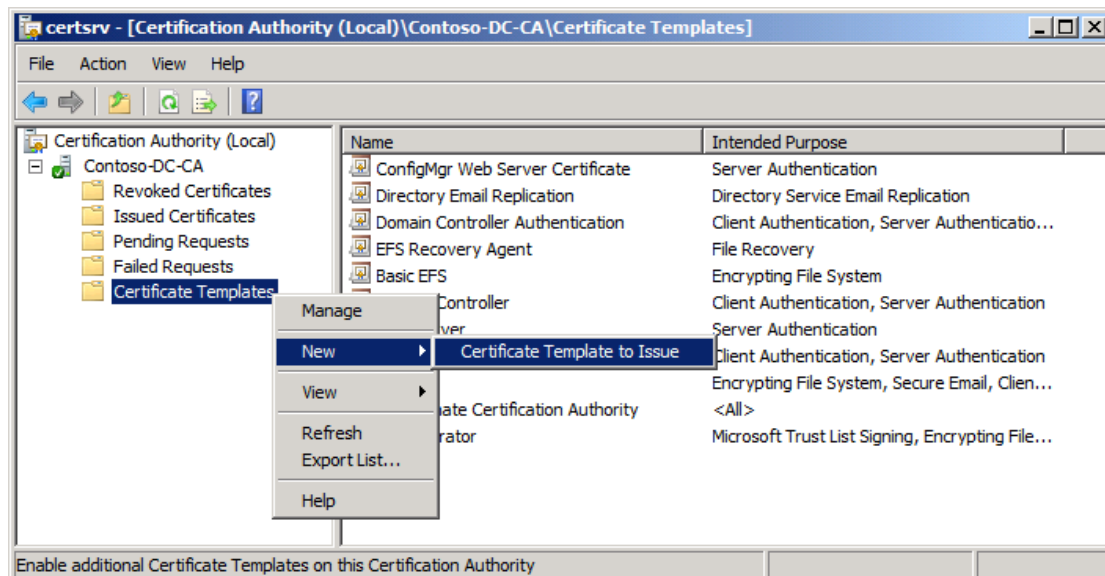 certsrv - [Certification Authority (Local)\Contoso-DC-CA\Certificate Templates]
File Action View Help
Certification Authority (Local)
Contoso-DC-CA
Revoked Certificates
Issued Certificates
Pending Requests
Failed Requests
Certificate Templates
Name Intended Purpose
ConfigMgr Web Server Certificate Server Authentication
Directory Email Replication Directory Service Email Replication
Domain Controller Authentication Client Authentication, Server Authenticatio...
EFS Recovery Agent File Recovery
Basic EFS Encrypting File System
Controller Client Authentication, Server Authentication
ver Server Authentication
Client Authentication, Server Authentication
Encrypting File System, Secure Email, Clien...
ate Certification Authority <All>
rator Microsoft Trust List Signing, Encrypting File...
Manage
New Certificate Template to Issue
View
Refresh
Export List...
Help
Enable additional Certificate Templates on this Certification Authority